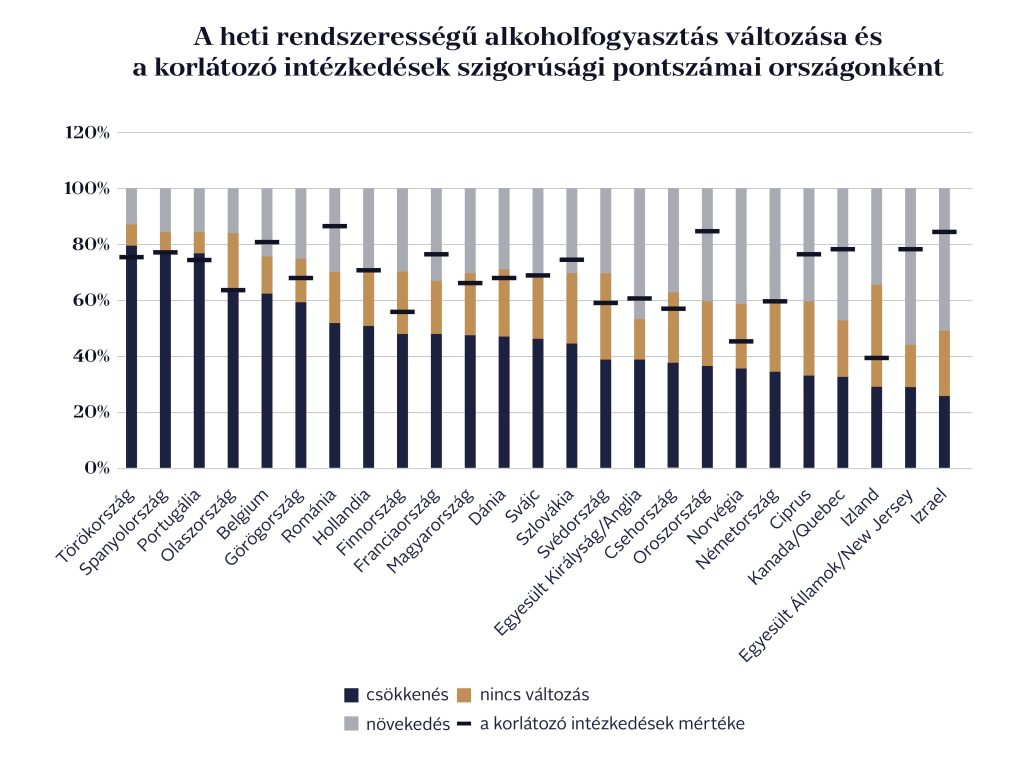 A heti rendszerességű alkoholfogyasztás változása és
a korlátozó intézkedések szigorúsági pontszámai országonként
120%
100%
80%
60%
40%
20%
0%
Törökország
Spanyolország
Portugália
Olaszország
Belgium
Görögország
Románia
Hollandia
Finnország
Franciaország
Magyarország
Dánia
Svájc
Szlovákia
Svédország
Egyesült Királyság/Anglia
Csehország
Oroszország
Norvégia
Németország
Ciprus
Kanada/Quebec
Izland
Egyesült Államok/New Jersey
Izrael
csökkenés
nincs változás
növekedés
a korlátozó intézkedések mértéke